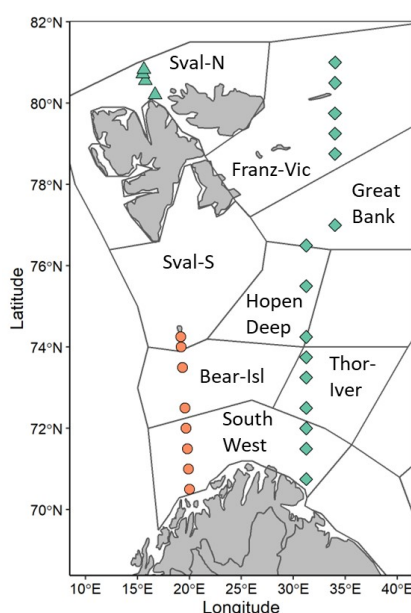 82°N
Sval-N
80°N
Franz-Vic
78°N
Great
Bank
Sval-S
76°N
Hopen
Deep
Latitude
74°N
Bear-Isl
Thor-
Iver
72°N
South
West
70°N
10°E 15°E 20°E 25°E 30°E 35°E 40°E
Longitude